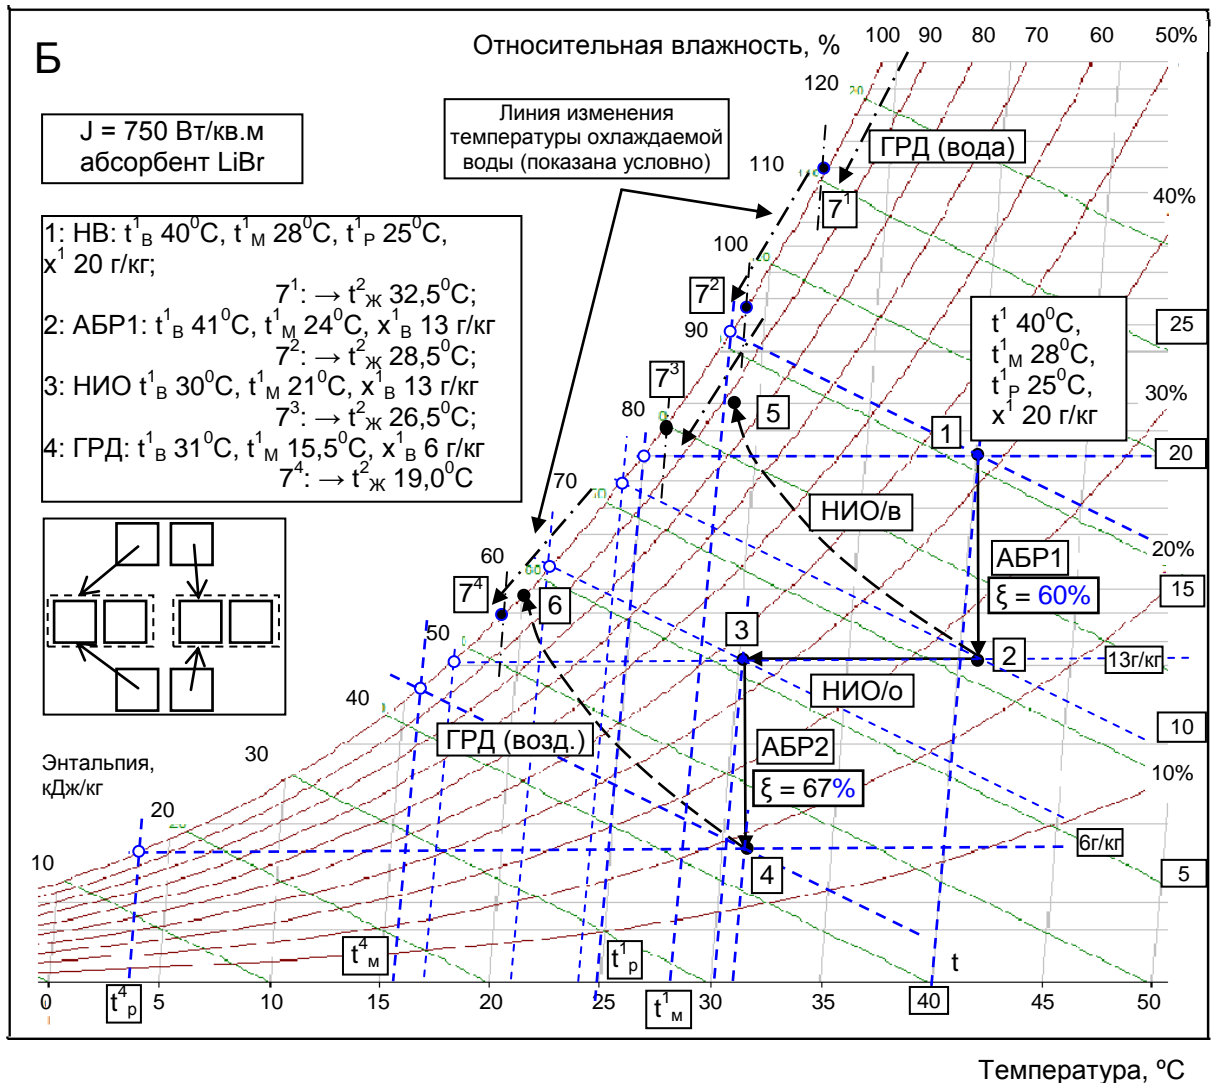 Б
Относительная влажность, %
100 90 80 70 60 50%
120
20
Линия изменения
температуры охлаждаемой
воды (показана условно)
ГРД (вода)
J = 750 Вт/кв.м
абсорбент LiBr
110
7¹
40%
1: НВ: t¹В 40⁰С, t¹М 28⁰С, t¹Р 25⁰С,
х¹ 20 г/кг;
7¹: → t²Ж 32,5⁰С;
2: АБР1: t¹В 41⁰С, t¹М 24⁰С, х¹В 13 г/кг
7²: → t²Ж 28,5⁰С;
3: НИО t¹В 30⁰С, t¹М 21⁰С, х¹В 13 г/кг
7³: → t²Ж 26,5⁰С;
4: ГРД: t¹В 31⁰С, t¹М 15,5⁰С, х¹В 6 г/кг
7⁴: → t²Ж 19,0⁰С
100
7²
90
t¹ 40⁰С,
t¹М 28⁰С,
t¹Р 25⁰С,
х¹ 20 г/кг
25
7³
80
5
1
30%
20
70
НИО/в
20%
АБР1
ξ = 60%
15
60
7⁴
6
50
3
2
13г/кг
НИО/о
40
10
ГРД (возд.)
АБР2
ξ = 67%
10%
30
Энтальпия,
кДж/кг
20
20
6г/кг
10
4
5
t⁴м
t¹р
t
0 5 10 15 20 25 30 35 40 45 50
t⁴р
t¹м
Температура, ºС